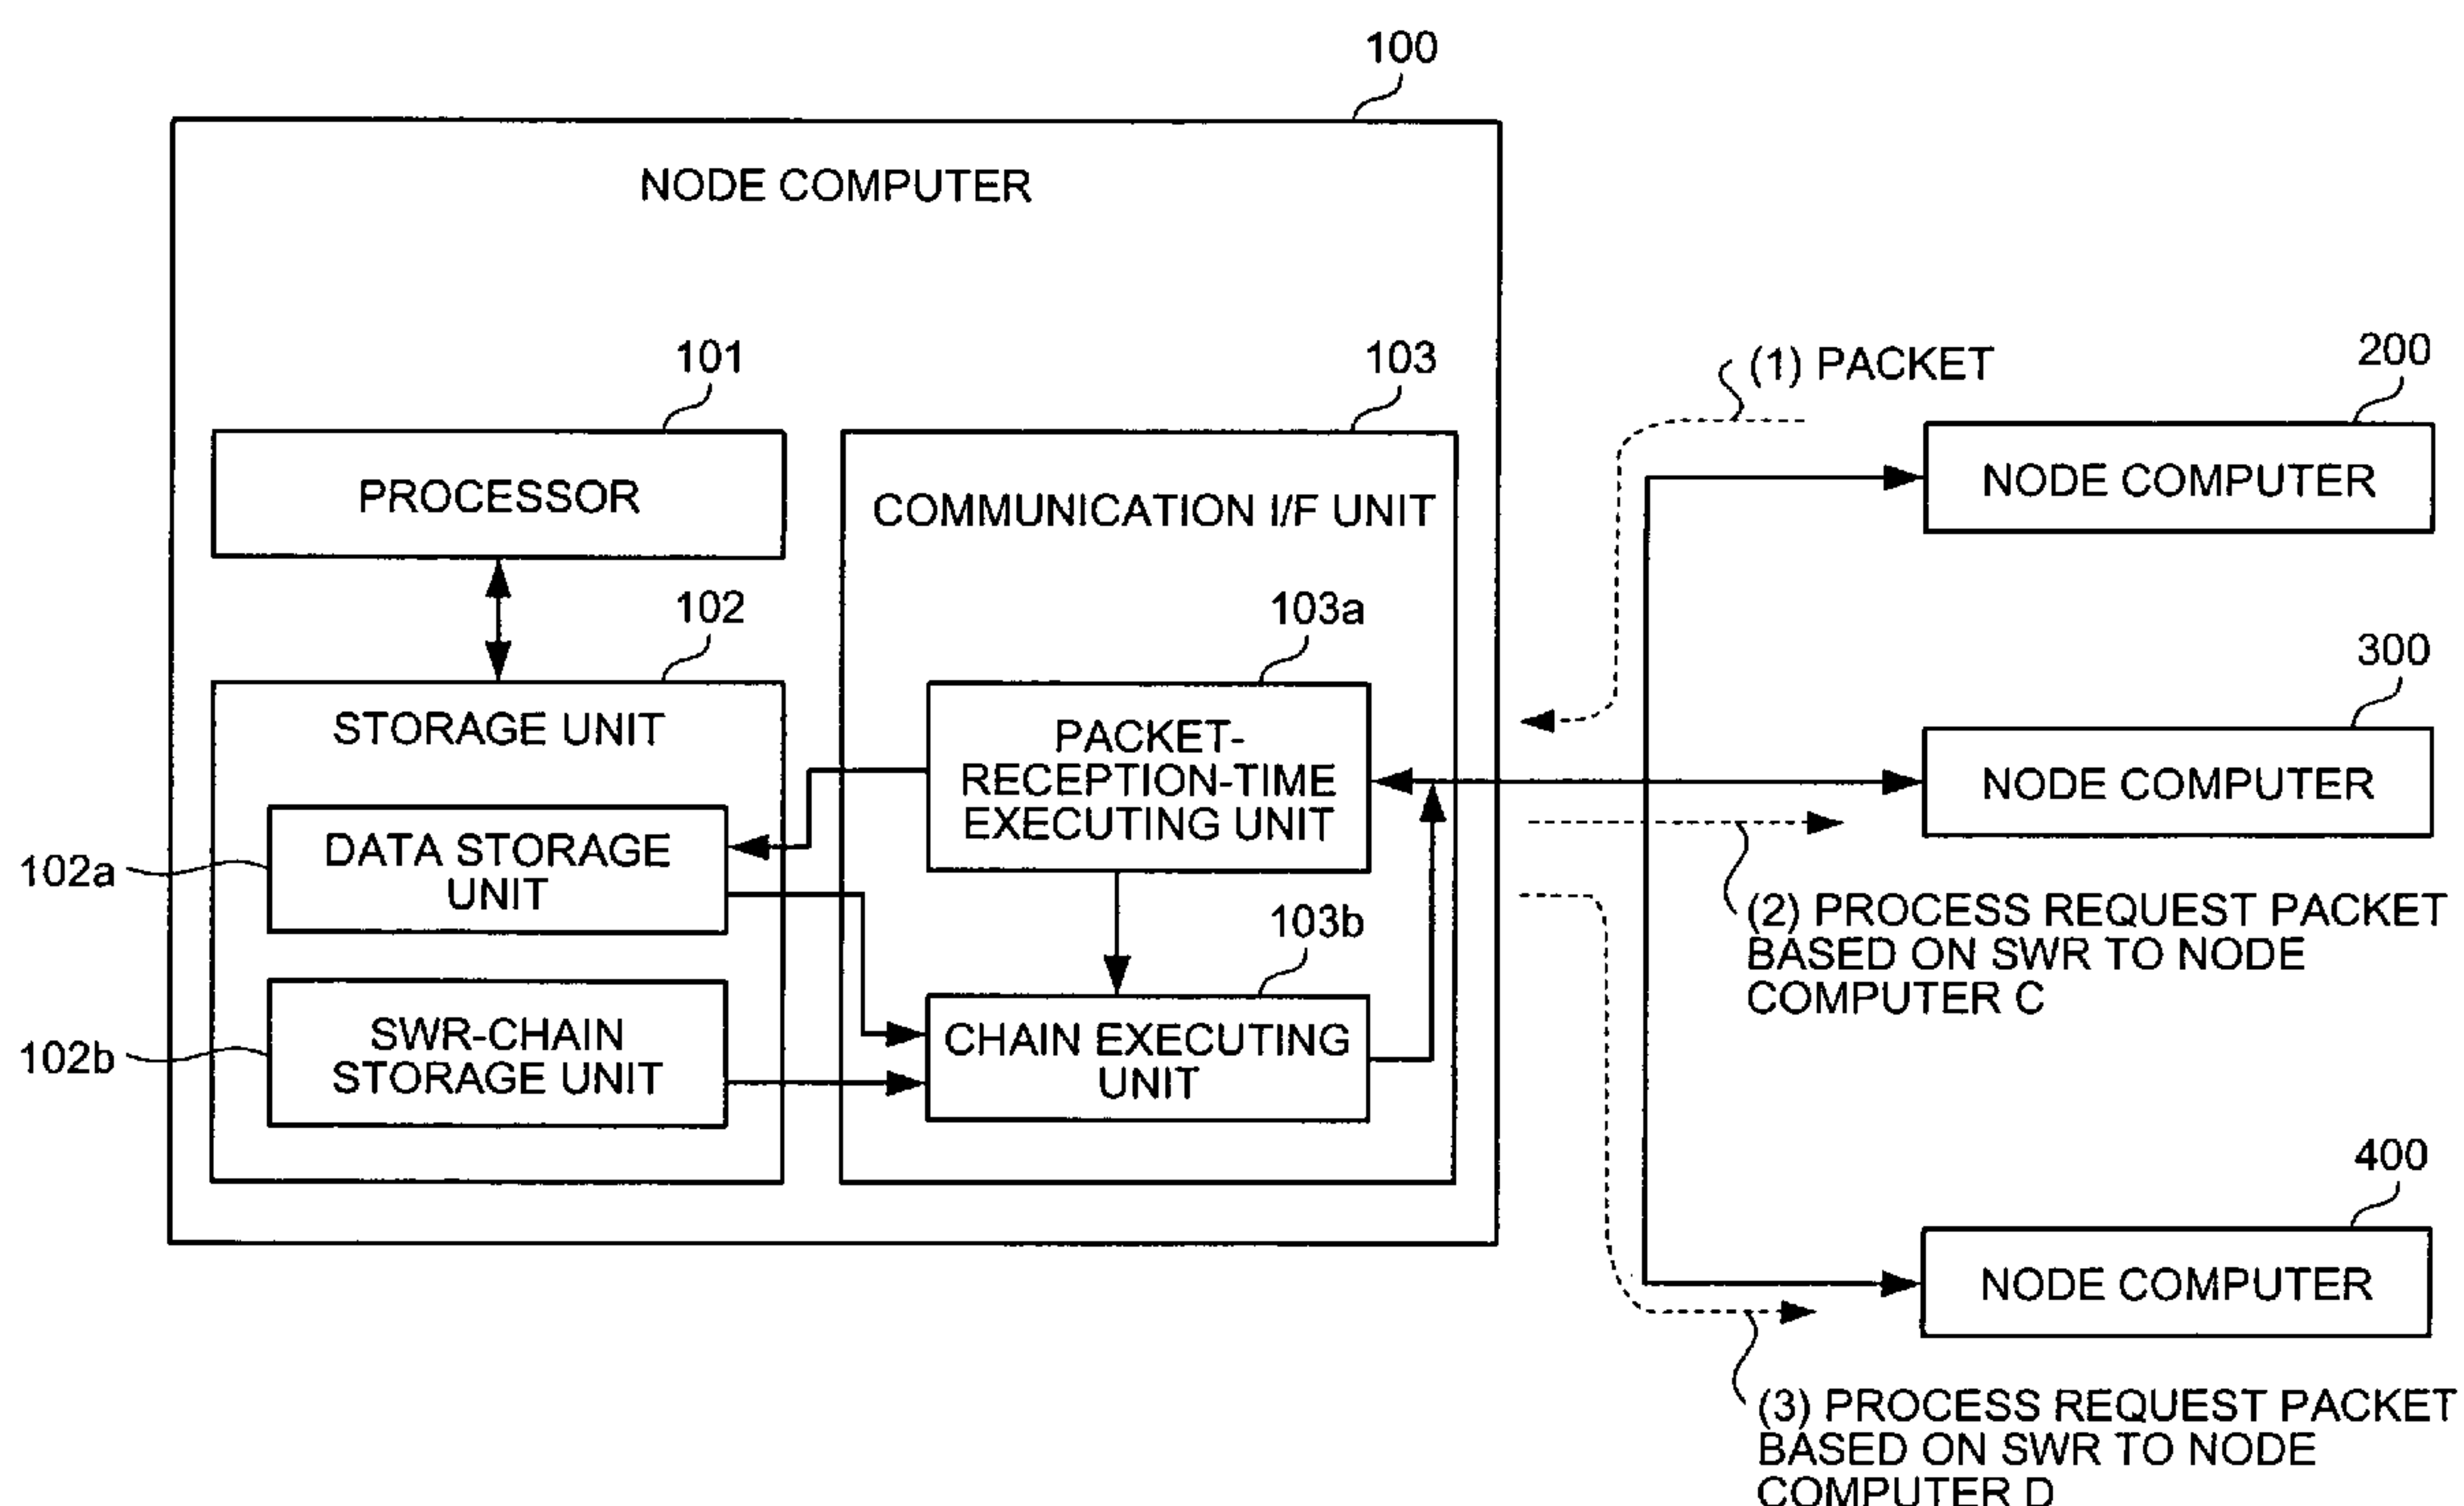 100
NODE COMPUTER
101
103
(1) PACKET
200
PROCESSOR
COMMUNICATION I/F UNIT
NODE COMPUTER
102
103a
300
STORAGE UNIT
PACKET-
RECEPTION-TIME
EXECUTING UNIT
NODE COMPUTER
102a
DATA STORAGE
UNIT
103b
(2) PROCESS REQUEST PACKET
BASED ON SWR TO NODE
COMPUTER C
102b
SWR-CHAIN
STORAGE UNIT
CHAIN EXECUTING
UNIT
400
NODE COMPUTER
(3) PROCESS REQUEST PACKET
BASED ON SWR TO NODE
COMPUTER D